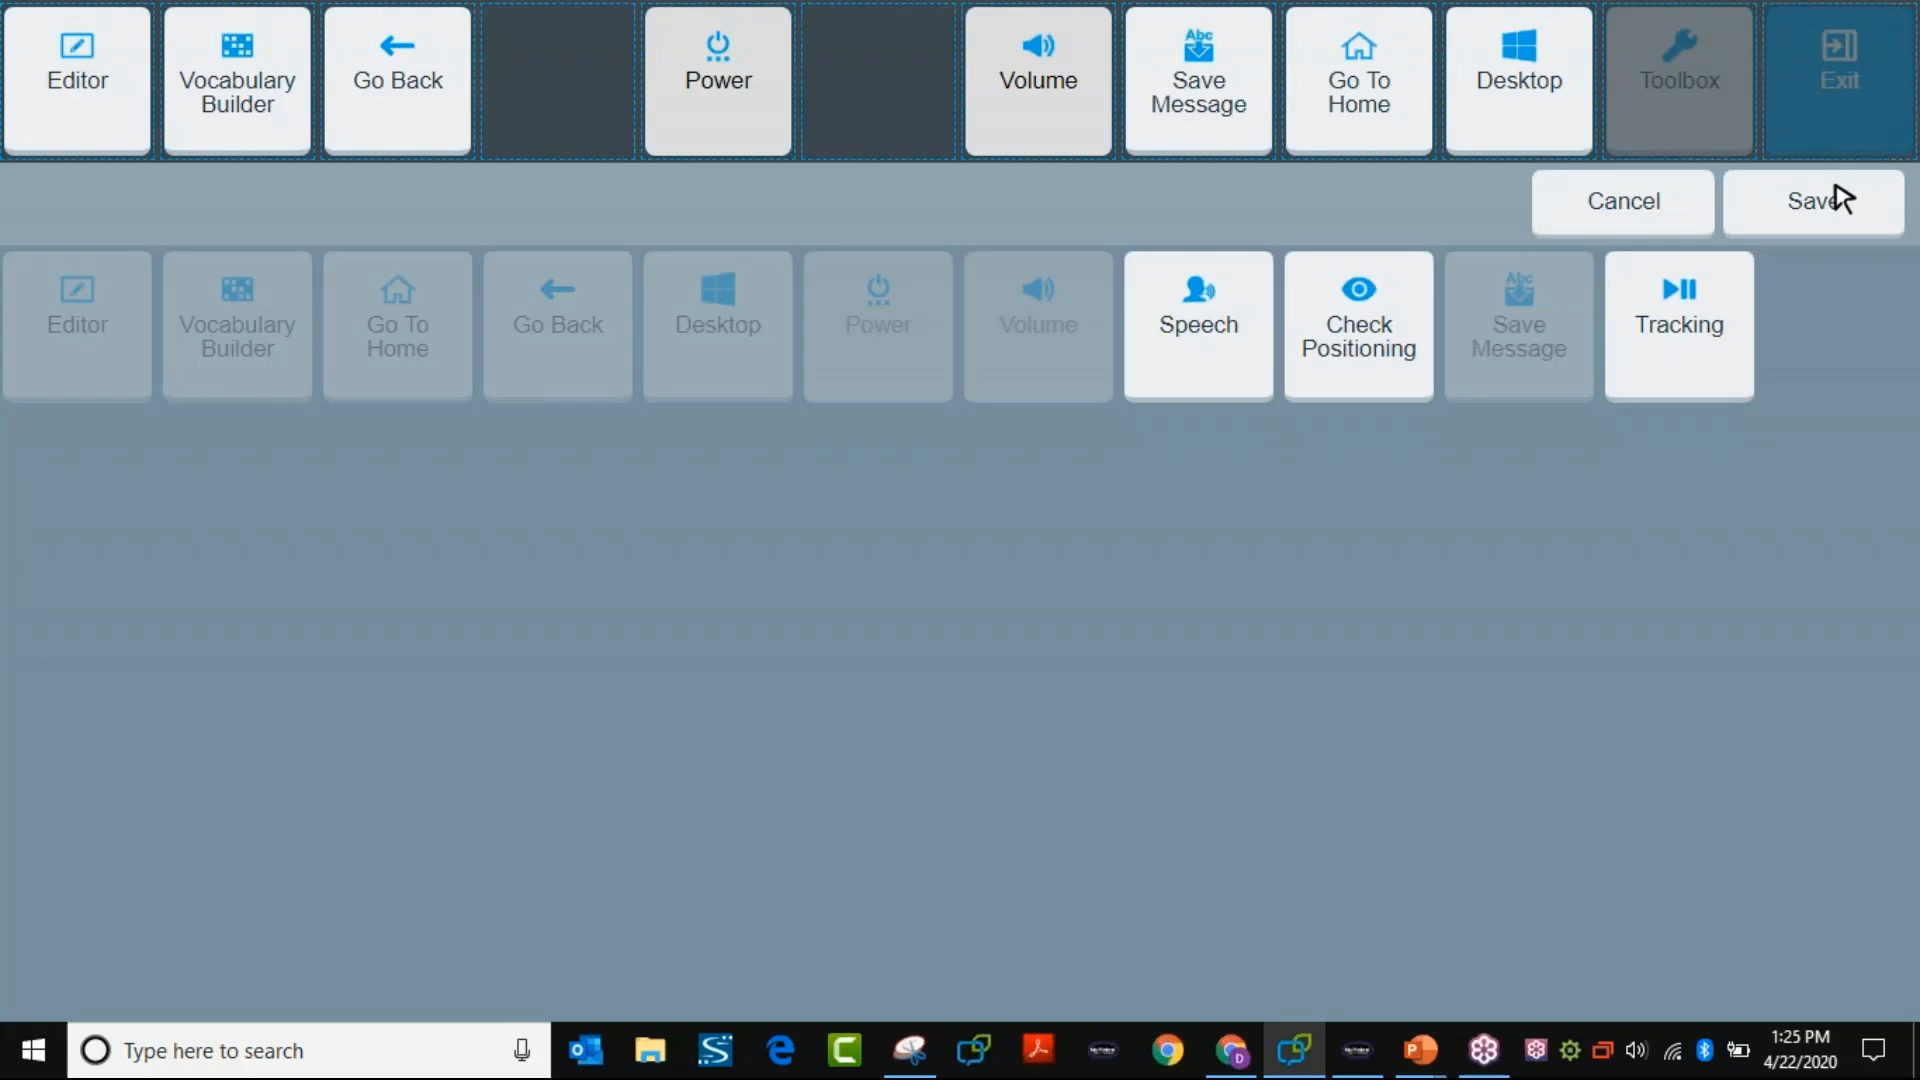 Editor
Vocabulary
Builder
Go Back
Power
Volume
Abc
Save
Message
Go To
Home
Desktop
Toolbox
Exit
Cancel
Save
Editor
Vocabulary
Builder
Go To
Home
Go Back
Desktop
Power
Volume
Speech
Check
Positioning
Abc
Save
Message
Tracking
Type here to search
1:25 PM
4/22/2020